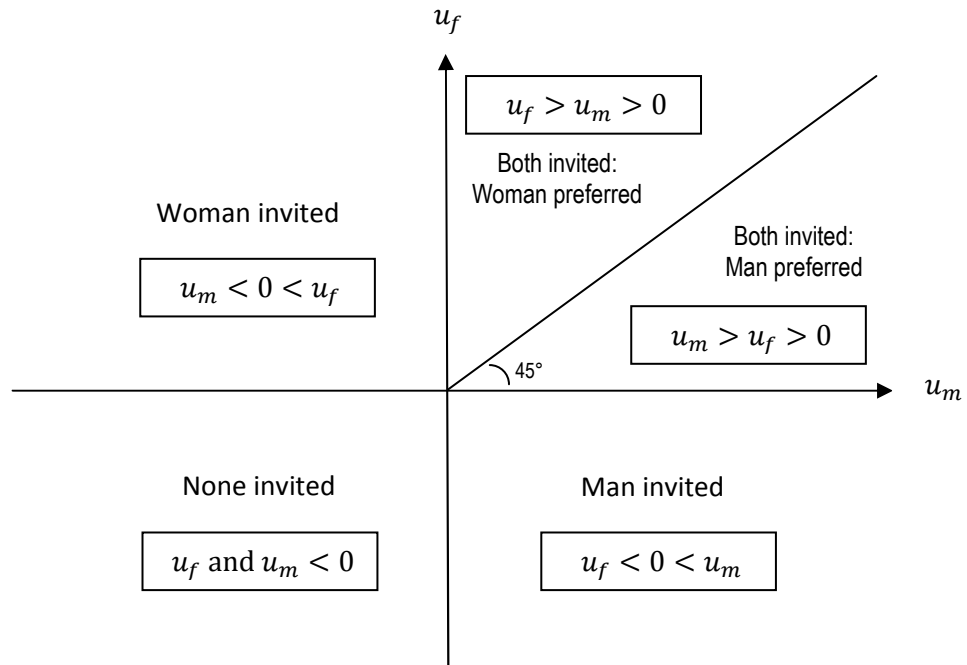 u_f
u_f > u_m > 0
Both invited:
Woman preferred
Woman invited
u_m < 0 < u_f
Both invited:
Man preferred
u_m > u_f > 0
45°
u_m
None invited
u_f and u_m < 0
Man invited
u_f < 0 < u_m